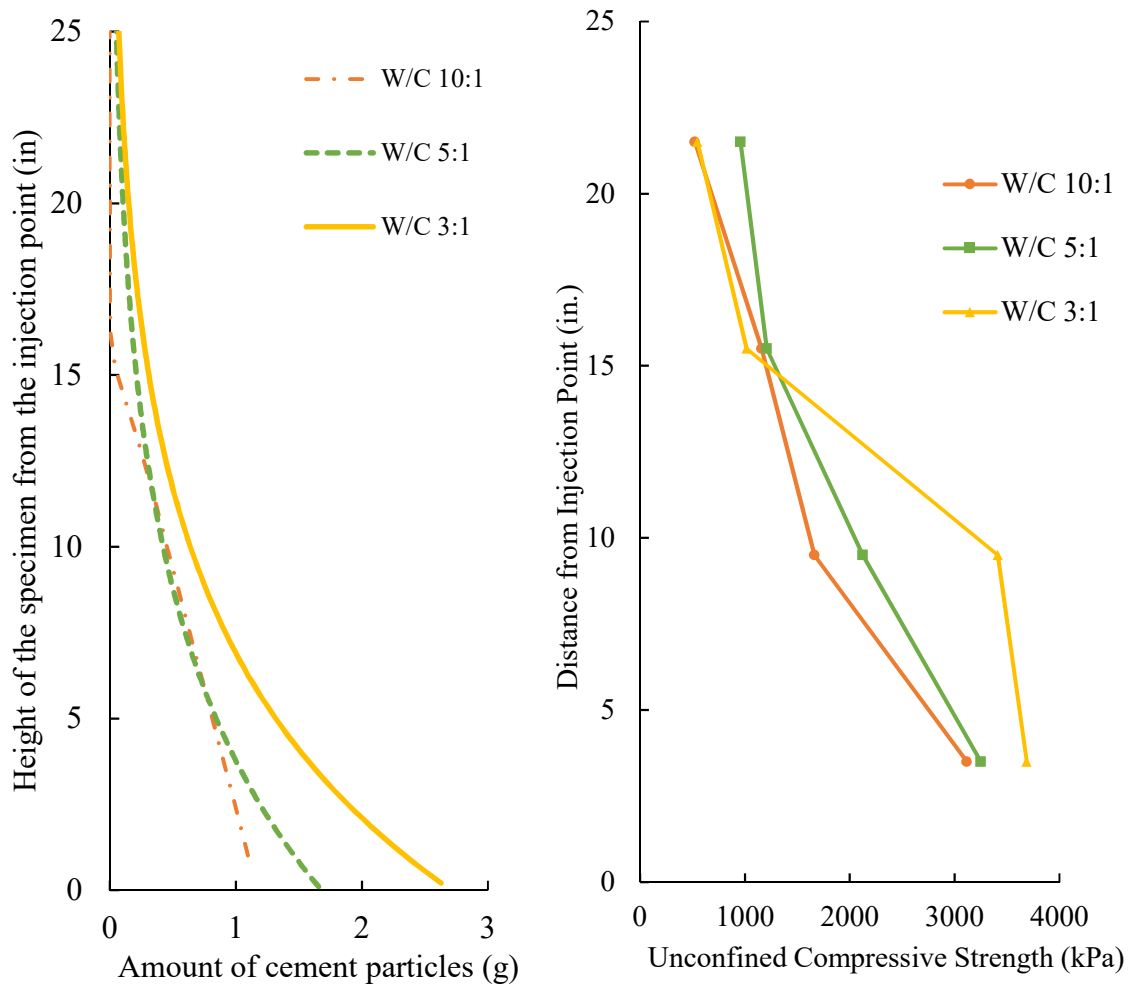 Height of the specimen from the injection point (in)
25
20
15
10
5
0
0
1
2
3
Amount of cement particles (g)
W/C 10:1
W/C 5:1
W/C 3:1
Distance from Injection Point (in.)
25
20
15
10
5
0
0
1000
2000
3000
4000
Unconfined Compressive Strength (kPa)
W/C 10:1
W/C 5:1
W/C 3:1